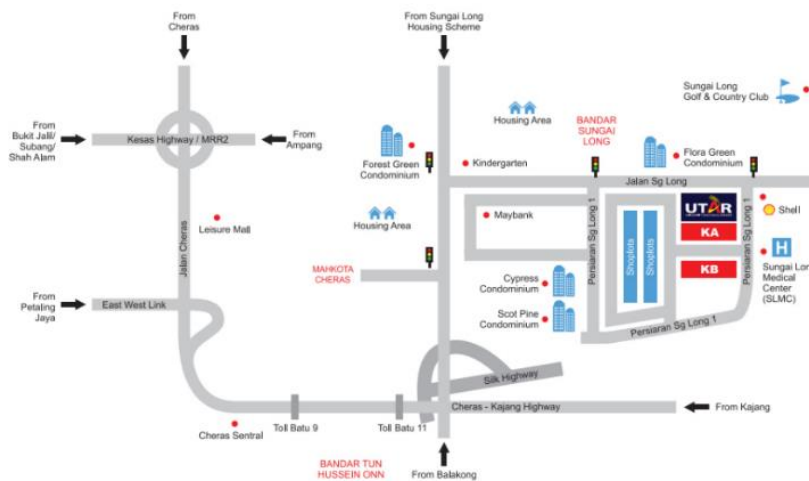 From
Cheras
From Sungai Long
Housing Scheme
Sungai Long
Golf & Country Club
From
Bukit Jalil/
Subang/
Shah Alam
Kesas Highway / MRR2
From
Ampang
Housing Area
BANDAR
SUNGAI
LONG
Forest Green
Condominium
Kindergarten
Flora Green
Condominium
Jalan Sg Long
UTAR
KA
Shell
Jalan Cheras
Leisure Mall
Housing Area
Maybank
Persiaran Sg Long 1
Shoplots
Shoplots
Persiaran Sg Long 1
H
MAHKOTA
CHERAS
KB
Sungai Lon
Medical
Center
(SLMC)
From
Petaling
Jaya
East West Link
Cypress
Condominium
Scot Pine
Condominium
Persiaran Sg Long 1
Silk Highway
Cheras - Kajang Highway
From Kajang
Cheras Sentral
Toll Batu 9
Toll Batu 11
BANDAR TUN
HUSSEIN ONN
From Balakong